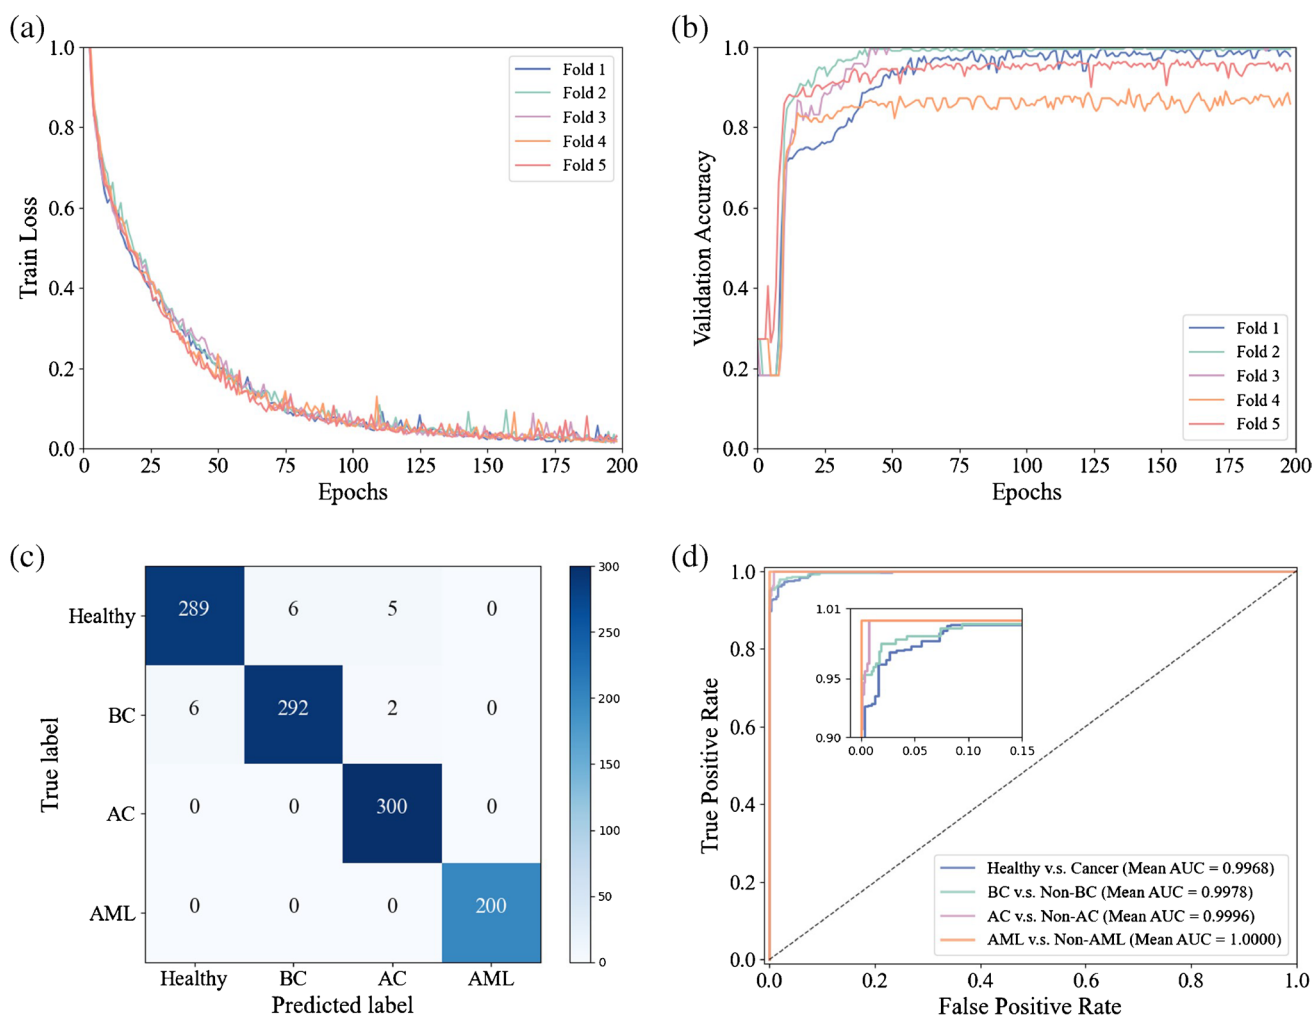 (a)
1.0
0.8
0.6
0.4
0.2
0.0
Train Loss
0 25 50 75 100 125 150 175 200
Epochs
Fold 1
Fold 2
Fold 3
Fold 4
Fold 5
(b)
1.0
0.8
0.6
0.4
0.2
0.0
Validation Accuracy
0 25 50 75 100 125 150 175 200
Epochs
Fold 1
Fold 2
Fold 3
Fold 4
Fold 5
(c)
True label
Healthy 289 6 5 0
BC 6 292 2 0
AC 0 0 300 0
AML 0 0 0 200
Healthy BC AC AML
Predicted label
300
250
200
150
100
50
0
(d)
1.0
0.8
0.6
0.4
0.2
0.0
True Positive Rate
1.01
0.95
0.90
0.00 0.05 0.10 0.15
Healthy v.s. Cancer (Mean AUC = 0.9968)
BC v.s. Non-BC (Mean AUC = 0.9978)
AC v.s. Non-AC (Mean AUC = 0.9996)
AML v.s. Non-AML (Mean AUC = 1.0000)
0.0 0.2 0.4 0.6 0.8 1.0
False Positive Rate